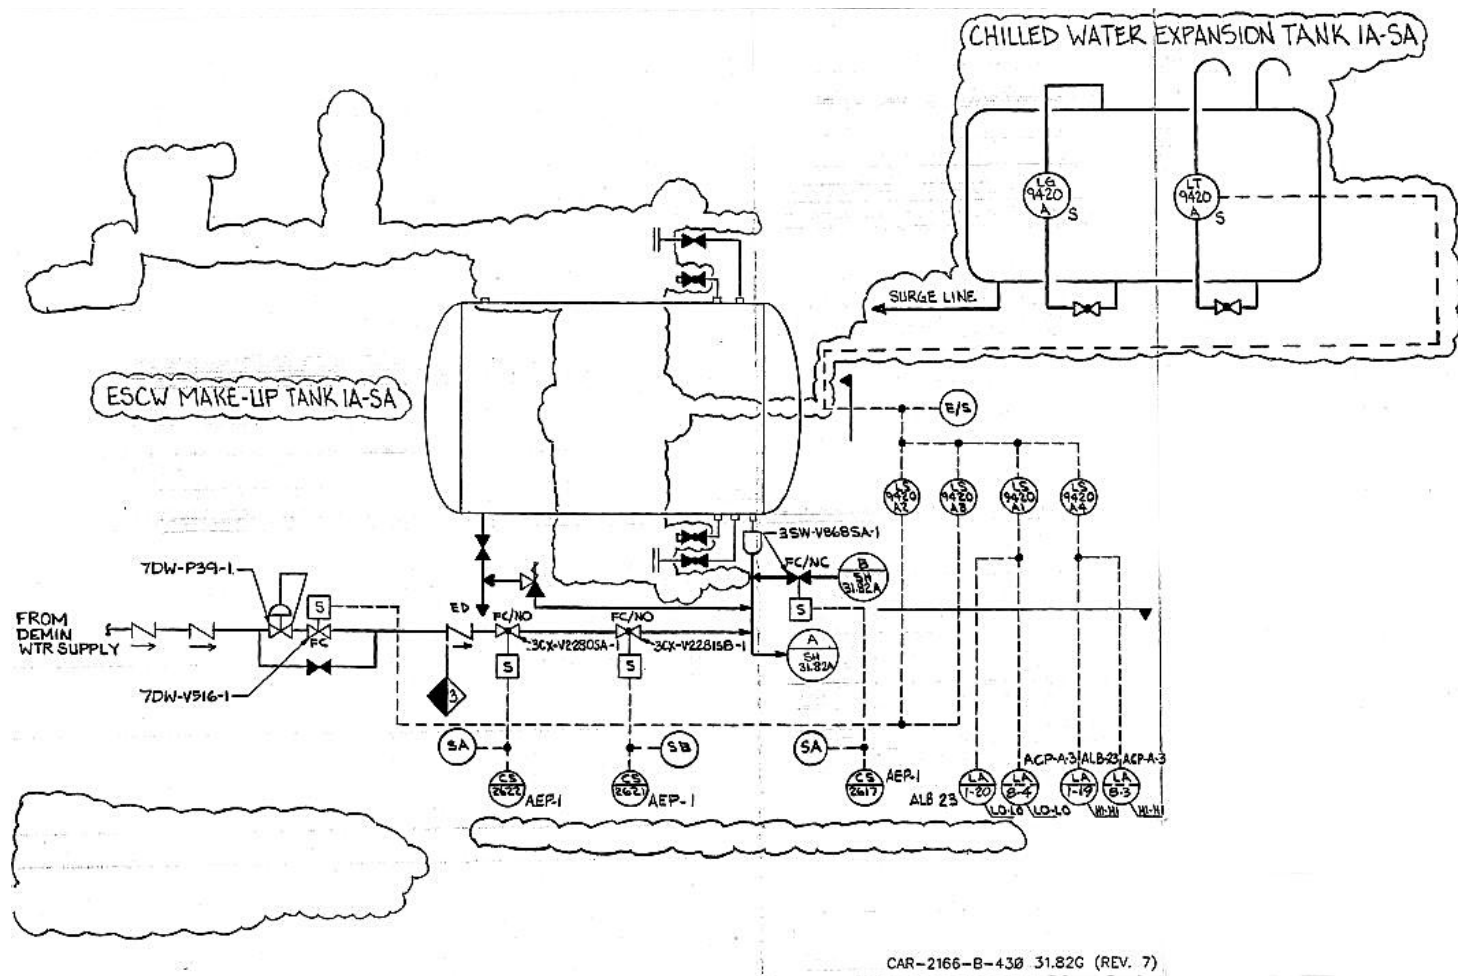 CHILLED WATER EXPANSION TANK 1A-SA
LG
9420
A
S
LT
9420
A
S
SURGE LINE
ESCW MAKE-UP TANK 1A-SA
E/S
LS
9420
A2
LS
9420
A3
LS
9420
A1
LS
9420
A4
3SW-V868SA-1
FC/NC
B
SH
31.82A
S
7DW-P39-1
S
FC
FROM
DEMIN
WTR SUPPLY
7DW-V516-1
ED
FC/NO
FC/NO
3CX-V2280SA-1
3CX-V2281SB-1
S
S
A
SH
31.82A
3
SA
SB
SA
CS
2622
AEP-1
CS
2621
AEP-1
CS
2617
AEP-1
ACP-A-3
ALB-23
ACP-A-3
ALB 23
LA
1-20
LO-LO
LA
8-4
LO-LO
LA
1-19
HI-HI
LA
8-3
HI-HI
CAR-2166-B-430 31.82G (REV. 7)